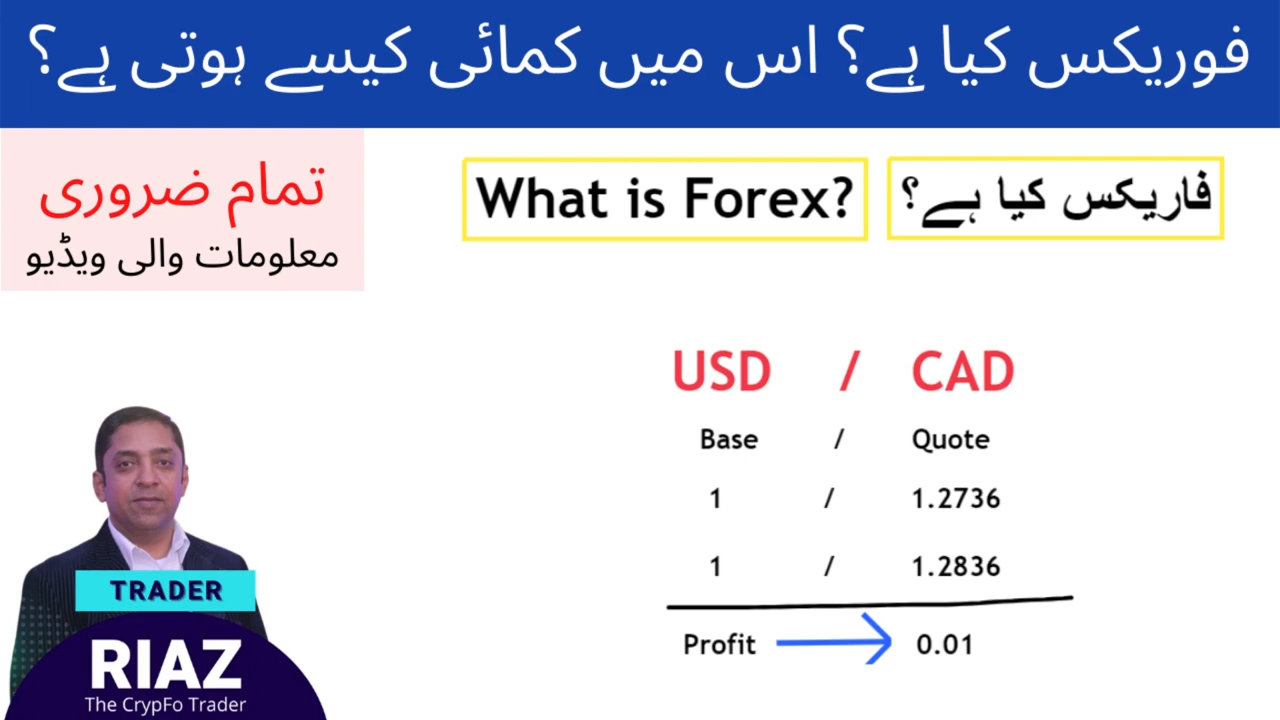 فوریکس کیا ہے؟ اس میں کمائی کیسے ہوتی ہے؟
تمام ضروری
معلومات والی ویڈیو
What is Forex?
فاریکس کیا ہے؟
USD / CAD
Base / Quote
1 / 1.2736
1 / 1.2836
Profit 0.01
TRADER
RIAZ
The CrypFo Trader